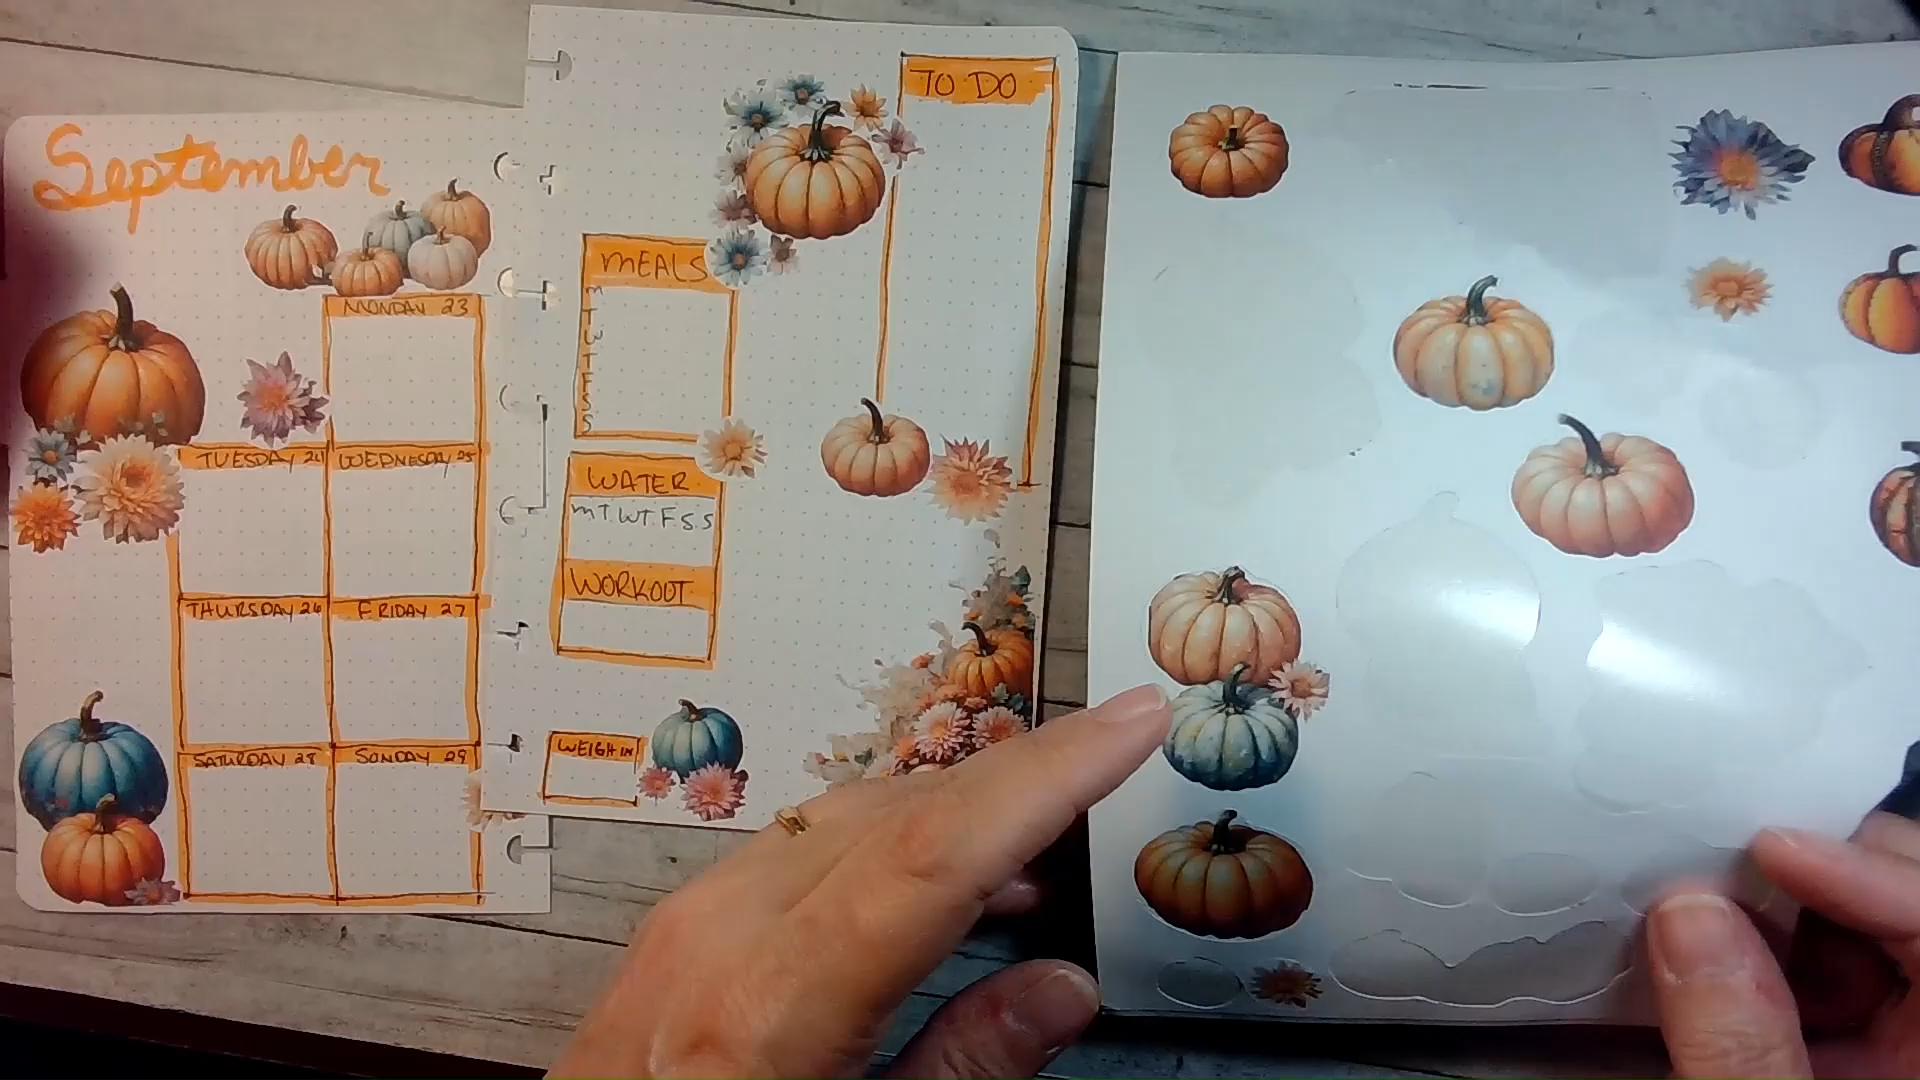 September
MONDAY 23
TUESDAY 24
WEDNESDAY 25
THURSDAY 26
FRIDAY 27
SATURDAY 28
SUNDAY 29
TO DO
MEALS
M
T
W
T
F
S
S
WATER
M T W T F S S
WORKOUT
WEIGH IN